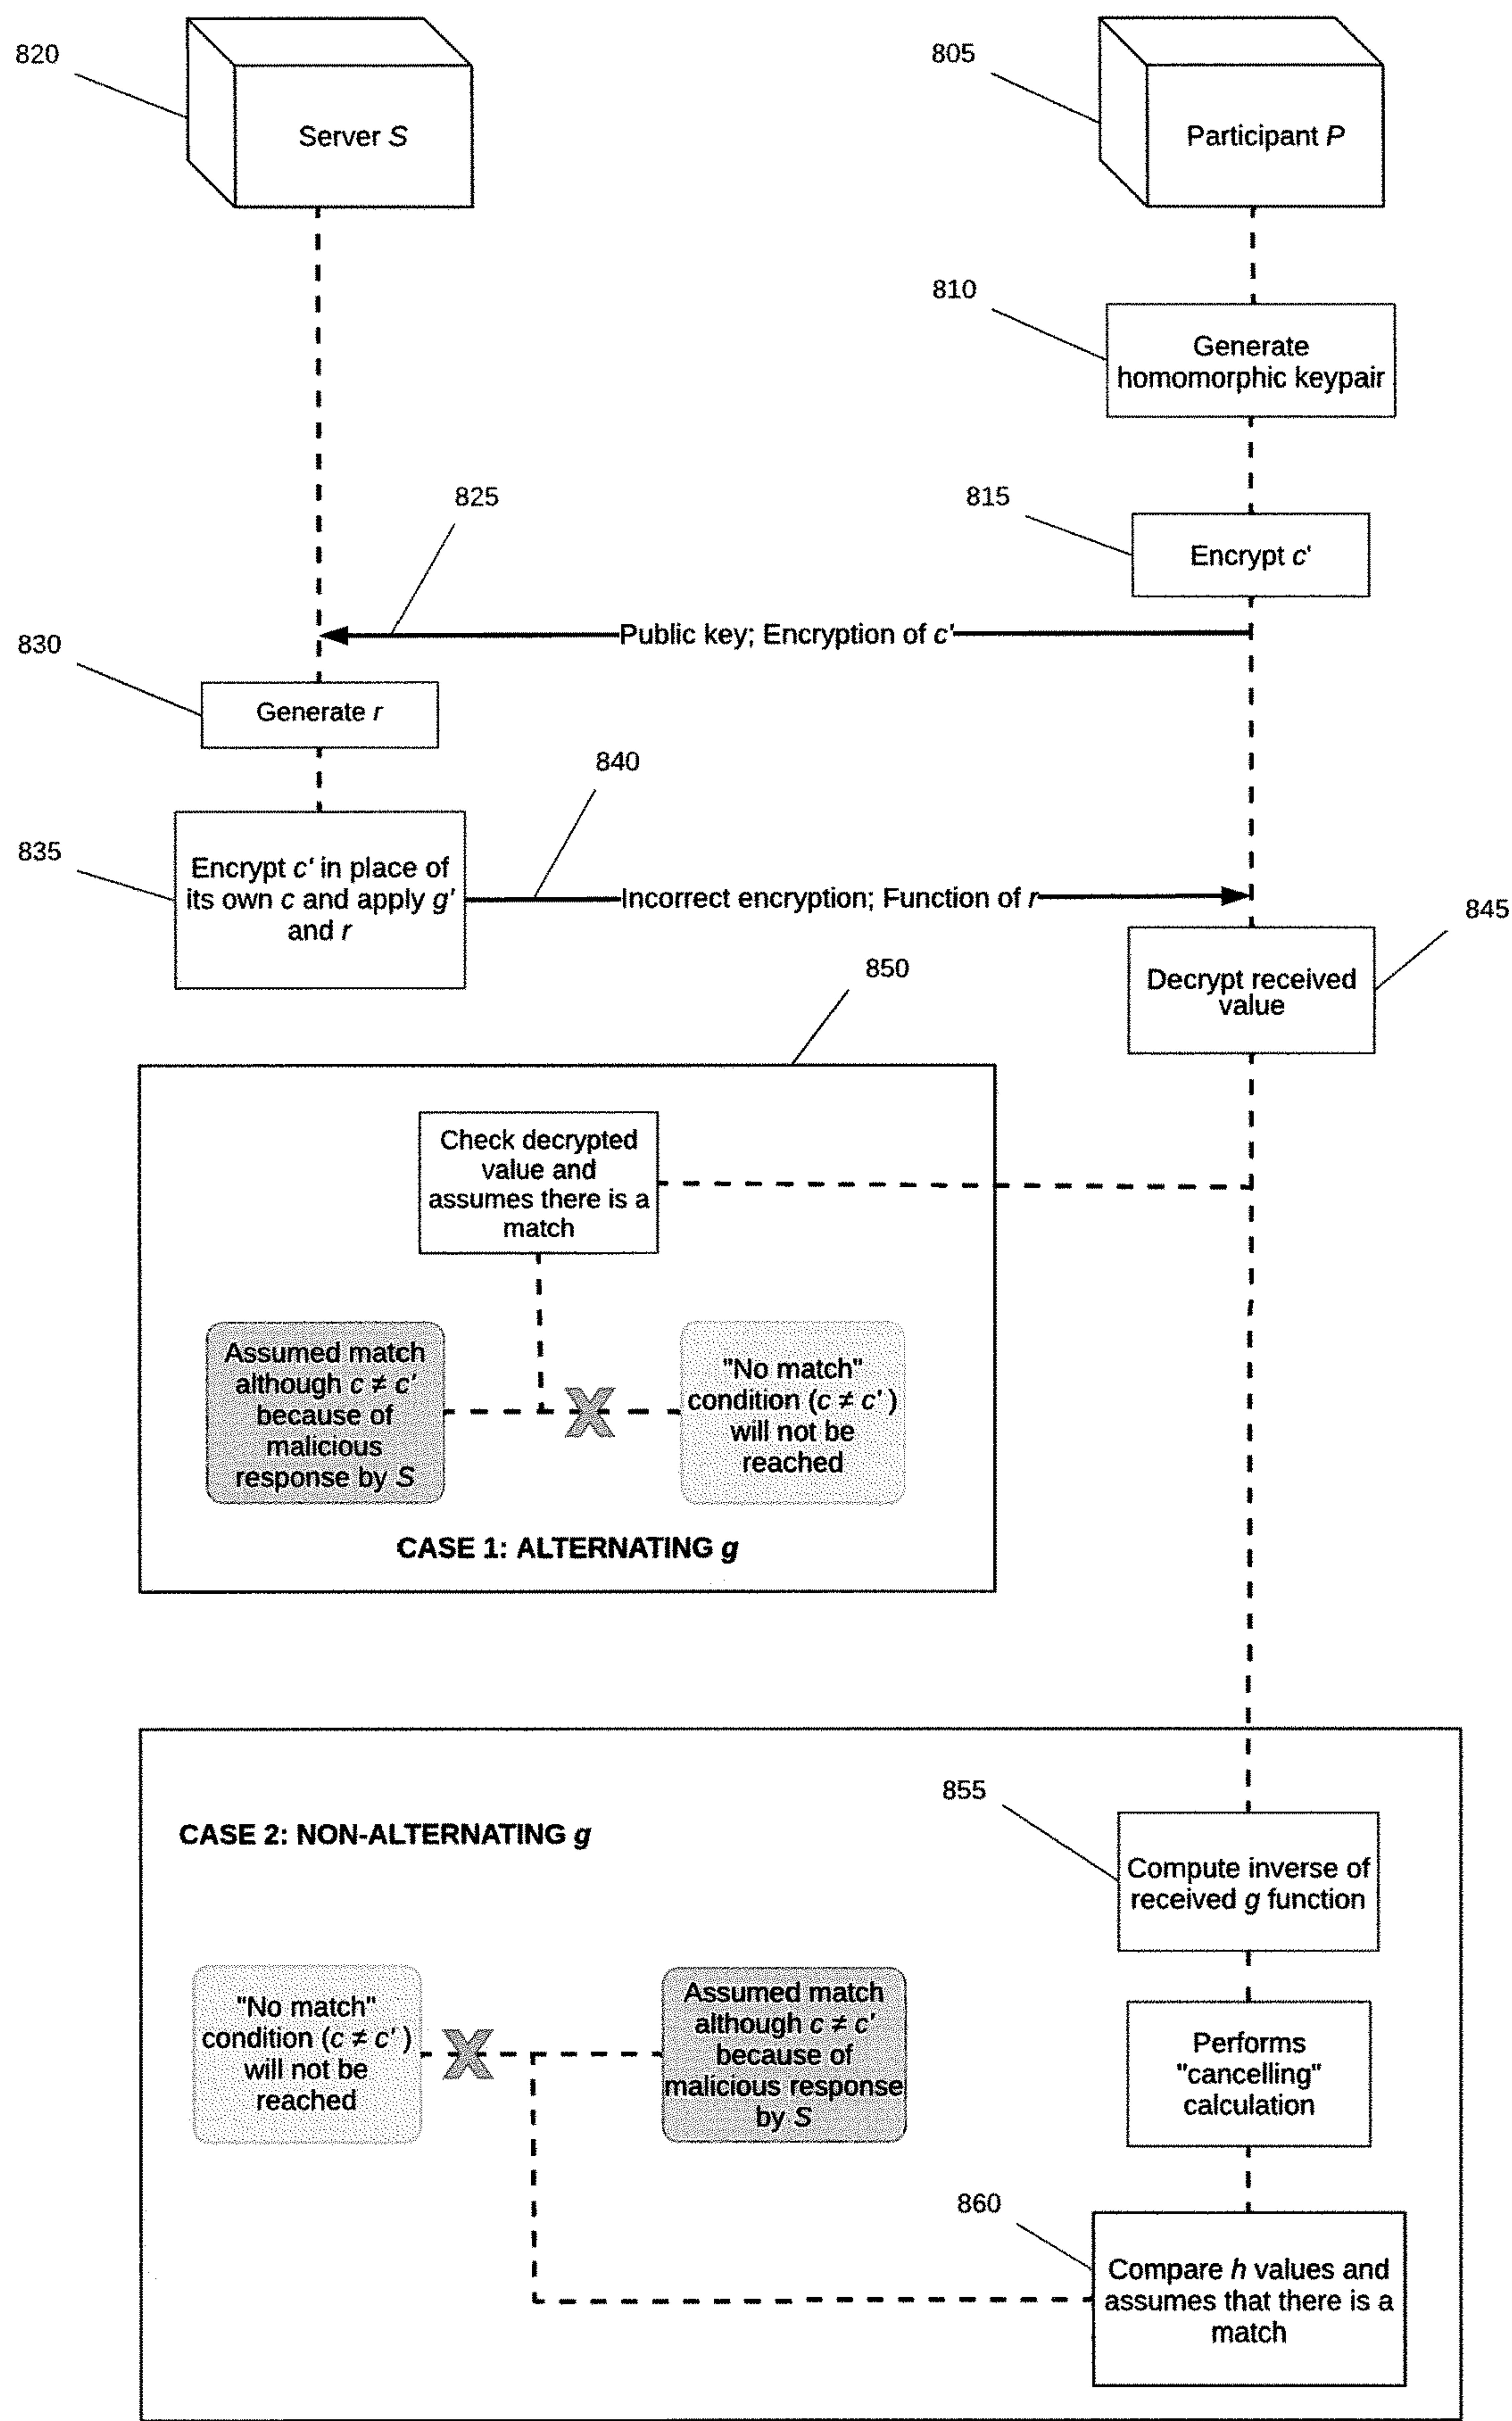 820
Server S
805
Participant P
810
Generate
homomorphic keypair
825
815
Encrypt c'
Public key; Encryption of c'
830
Generate r
840
835
Encrypt c' in place of
its own c and apply g'
and r
Incorrect encryption; Function of r
845
Decrypt received
value
850
Check decrypted
value and
assumes there is a
match
Assumed match
although c ≠ c'
because of
malicious
response by S
"No match"
condition (c ≠ c' )
will not be
reached
CASE 1: ALTERNATING g
855
CASE 2: NON-ALTERNATING g
Compute inverse of
received g function
"No match"
condition (c ≠ c' )
will not be
reached
Assumed match
although c ≠ c'
because of
malicious response
by S
Performs
"cancelling"
calculation
860
Compare h values and
assumes that there is a
match